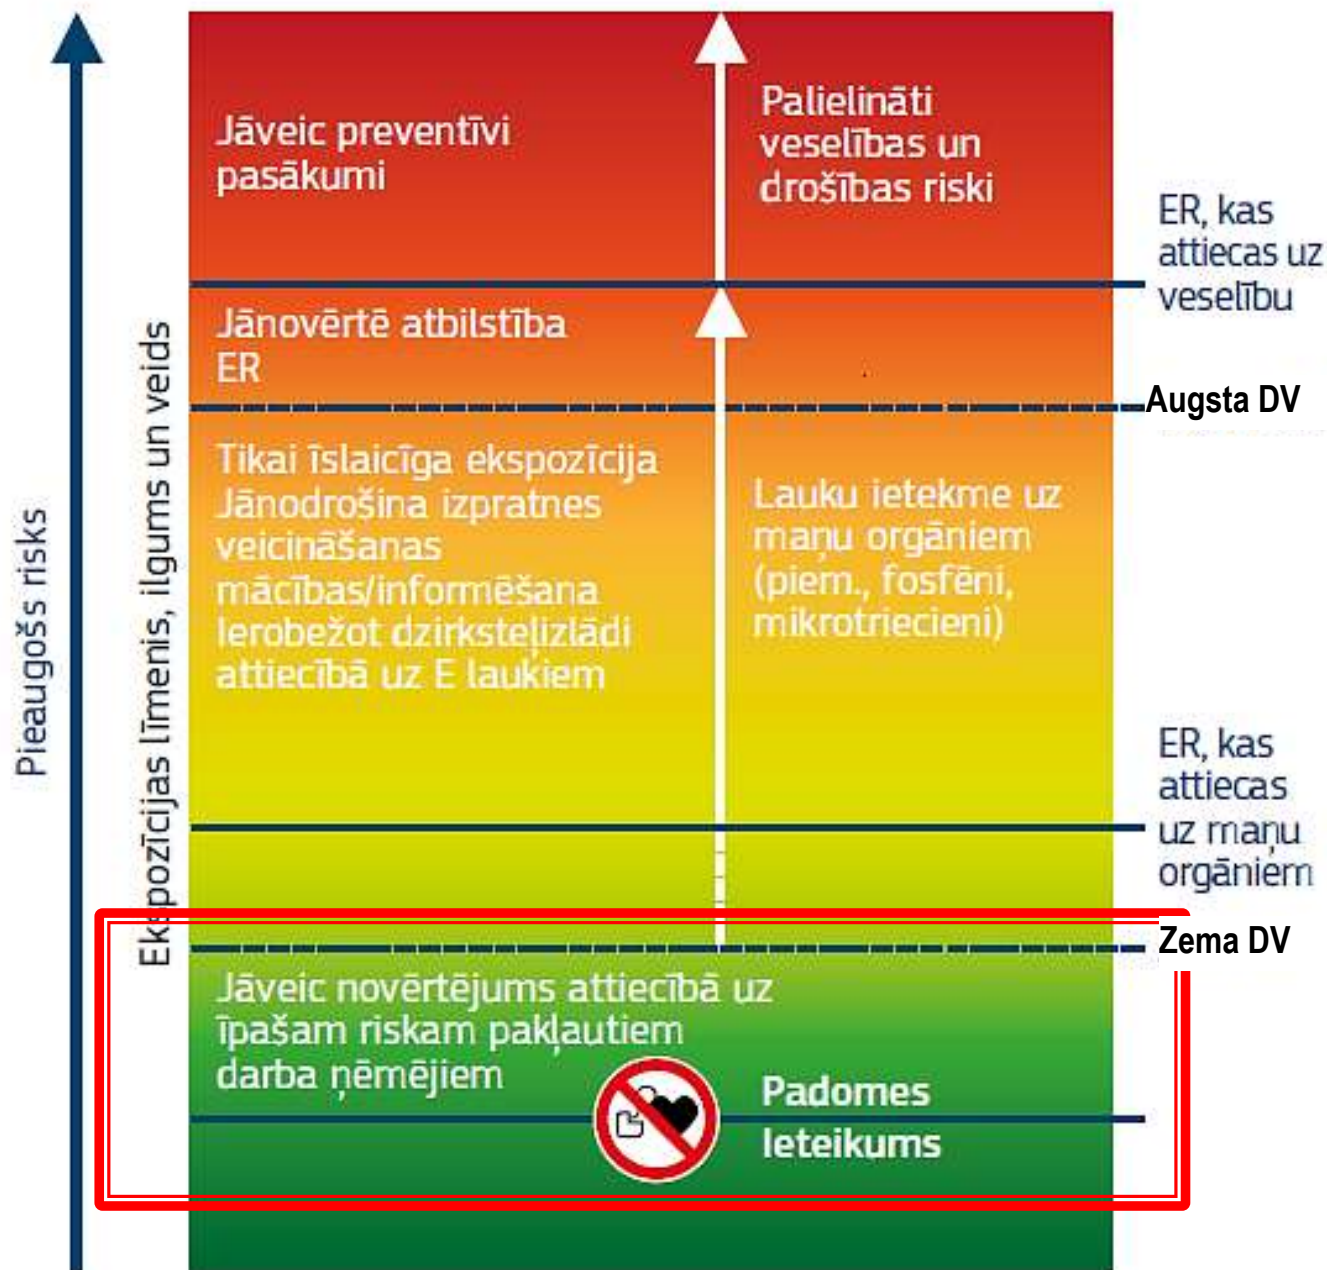 Pieaugošs risks
Ekspozīcijas līmenis, ilgums un veids
Jāveic preventīvi
pasākumi
Palielināti
veselības un
drošības riski
ER, kas
attiecas uz
veselību
Jānovērtē atbilstība
ER
Augsta DV
Tikai īslaicīga ekspozīcija
Jānodrošina izpratnes
veicināšanas
mācības/informēšana
Ierobežot dzirksteļizlādi
attiecībā uz E laukiem
Lauku ietekme uz
maņu orgāniem
(piem., fosfēni,
mikrotriecieni)
ER, kas
attiecas
uz maņu
orgāniem
Zema DV
Jāveic novērtējums attiecībā uz
īpašam riskam pakļautiem
darba ņēmējiem
Padomes
Ieteikums